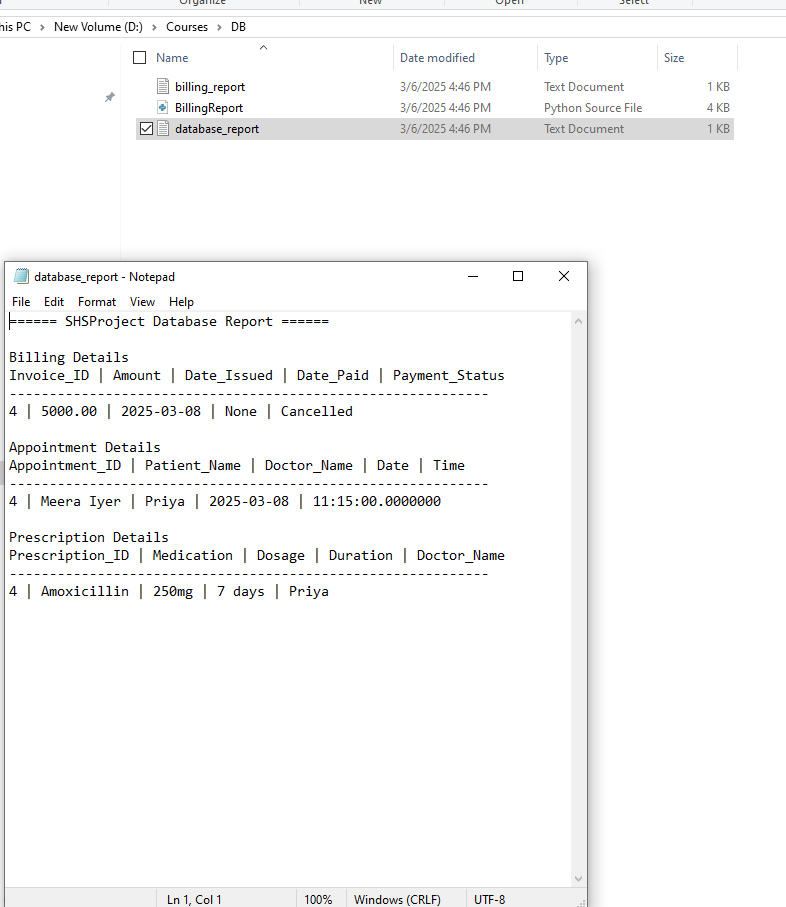 Organize New Open Select
his PC > New Volume (D:) > Courses > DB
Name Date modified Type Size
billing_report 3/6/2025 4:46 PM Text Document 1 KB
BillingReport 3/6/2025 4:46 PM Python Source File 4 KB
database_report 3/6/2025 4:46 PM Text Document 1 KB
database_report - Notepad
File Edit Format View Help
====== SHSProject Database Report ======
Billing Details
Invoice_ID | Amount | Date_Issued | Date_Paid | Payment_Status
------------------------------------------------------------
4 | 5000.00 | 2025-03-08 | None | Cancelled
Appointment Details
Appointment_ID | Patient_Name | Doctor_Name | Date | Time
------------------------------------------------------------
4 | Meera Iyer | Priya | 2025-03-08 | 11:15:00.0000000
Prescription Details
Prescription_ID | Medication | Dosage | Duration | Doctor_Name
------------------------------------------------------------
4 | Amoxicillin | 250mg | 7 days | Priya
Ln 1, Col 1 100% Windows (CRLF) UTF-8